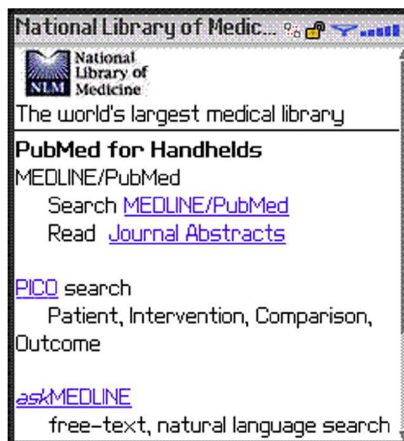 National Library of Medic...
National
Library of
NLM Medicine
The world's largest medical library
PubMed for Handhelds
MEDLINE/PubMed
Search MEDLINE/PubMed
Read Journal Abstracts
PICO search
Patient, Intervention, Comparison,
Outcome
askMEDLINE
free-text, natural language search